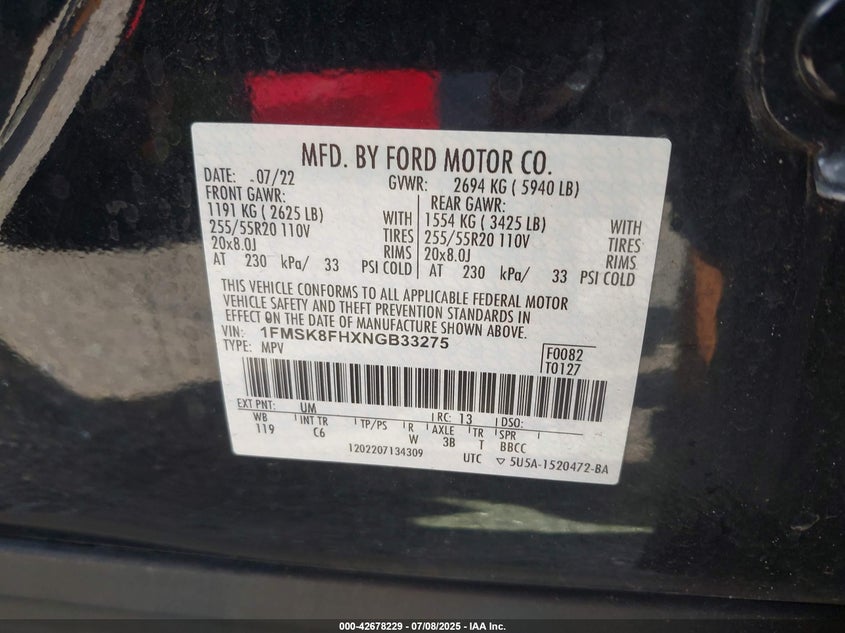 MFD. BY FORD MOTOR CO.
DATE: 07/22 GVWR: 2694 KG ( 5940 LB)
FRONT GAWR: REAR GAWR:
1191 KG ( 2625 LB) WITH 1554 KG ( 3425 LB) WITH
255/55R20 110V TIRES 255/55R20 110V TIRES
20x8.0J RIMS 20x8.0J RIMS
AT 230 kPa/ 33 PSI COLD AT 230 kPa/ 33 PSI COLD
THIS VEHICLE CONFORMS TO ALL APPLICABLE FEDERAL MOTOR
VEHICLE SAFETY AND THEFT PREVENTION STANDARDS IN
EFFECT ON THE DATE OF MANUFACTURE SHOWN ABOVE.
VIN: 1FMSK8FHXNGB33275
TYPE: MPV
F0082
T0127
EXT PNT: UM RC: 13 DSO:
WB INT TR TP/PS R AXLE TR SPR
119 C6 W 3B T BBCC
1202207134309 UTC ▽ 5U5A-1520472-BA
000-42678229 | 07/08/2025 - IAA Inc.